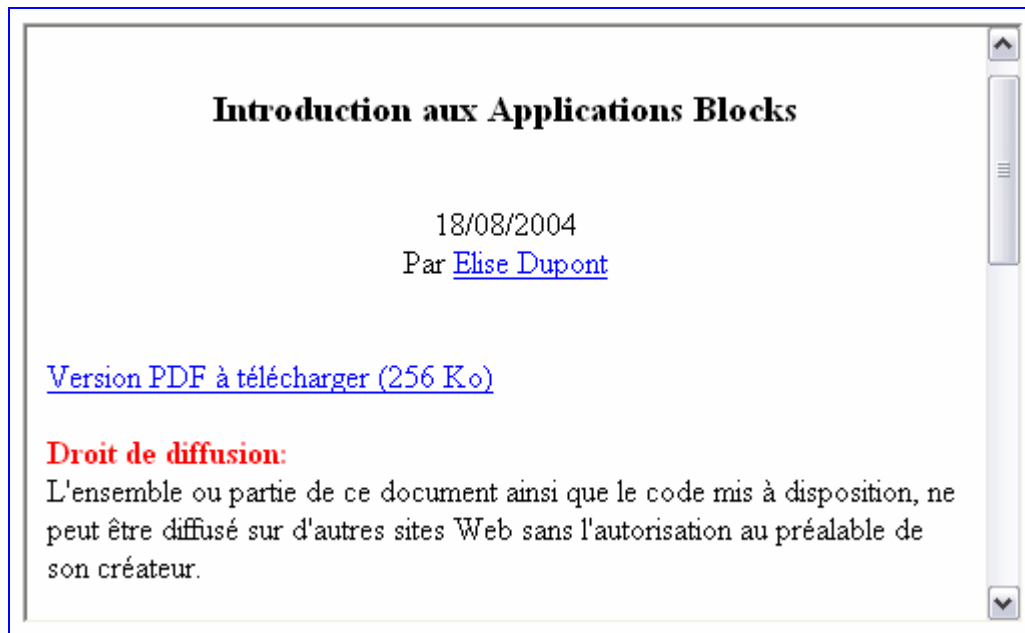 Introduction aux Applications Blocks
18/08/2004
Par Elise Dupont
Version PDF à télécharger (256 Ko)
Droit de diffusion:
L'ensemble ou partie de ce document ainsi que le code mis à disposition, ne
peut être diffusé sur d'autres sites Web sans l'autorisation au préalable de
son créateur.